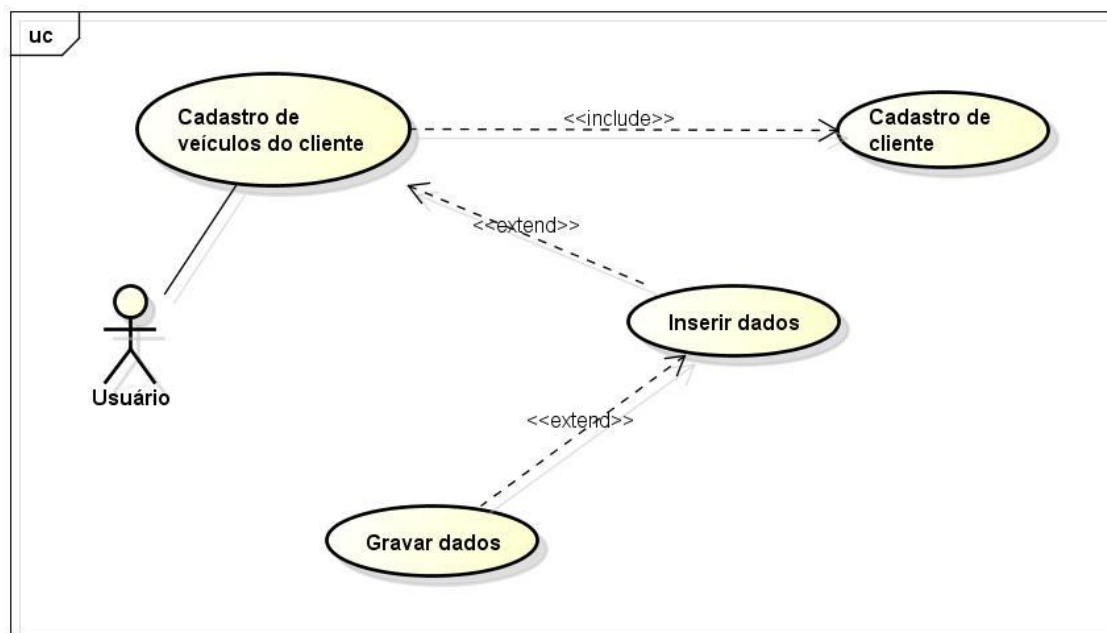 uc
Cadastro de
veículos do cliente
<<include>>
Cadastro de
cliente
<<extend>>
Inserir dados
Usuário
<<extend>>
Gravar dados